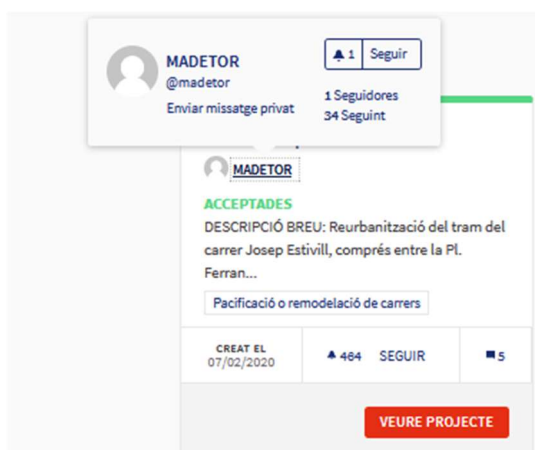 MADETOR
@madetor
Enviar missatge privat
1 Seguir
1 Seguidores
34 Seguint
MADETOR
ACCEPTADES
DESCRIPCIÓ BREU: Reurbanització del tram del
carrer Josep Estivill, comprés entre la Pl.
Ferran...
Pacificació o remodelació de carrers
CREAT EL
07/02/2020
464 SEGUIR
5
VEURE PROJECTE